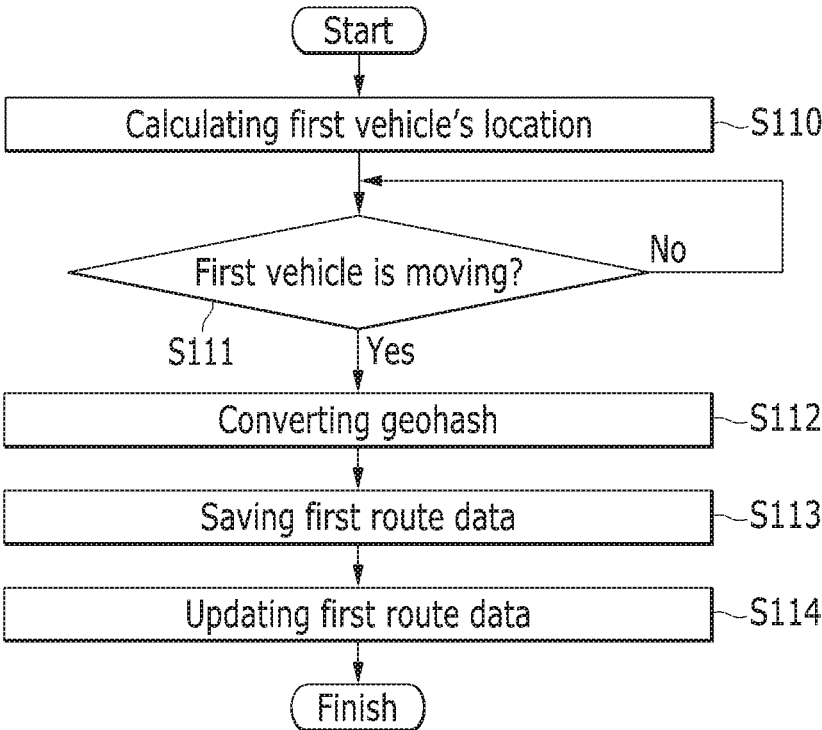 Start
Calculating first vehicle's location
S110
First vehicle is moving?
No
S111
Yes
Converting geohash
S112
Saving first route data
S113
Updating first route data
S114
Finish